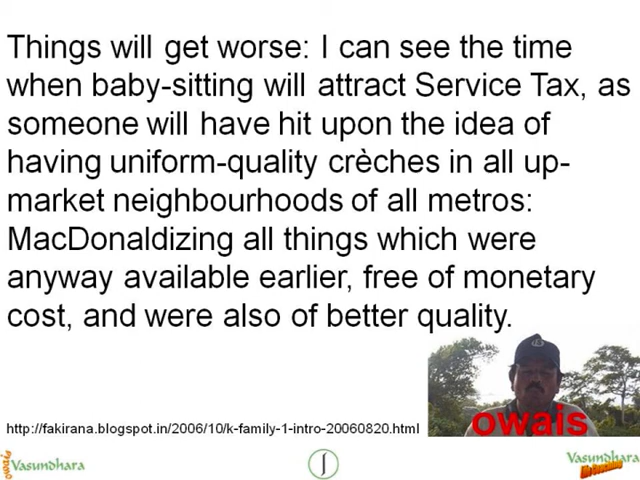 Things will get worse: I can see the time
when baby-sitting will attract Service Tax, as
someone will have hit upon the idea of
having uniform-quality crèches in all up-
market neighbourhoods of all metros:
MacDonaldizing all things which were
anyway available earlier, free of monetary
cost, and were also of better quality.
owais
http://fakirana.blogspot.in/2006/10/k-family-1-intro-20060820.html
owais
Vasundhara
Vasundhara
Life Coaching